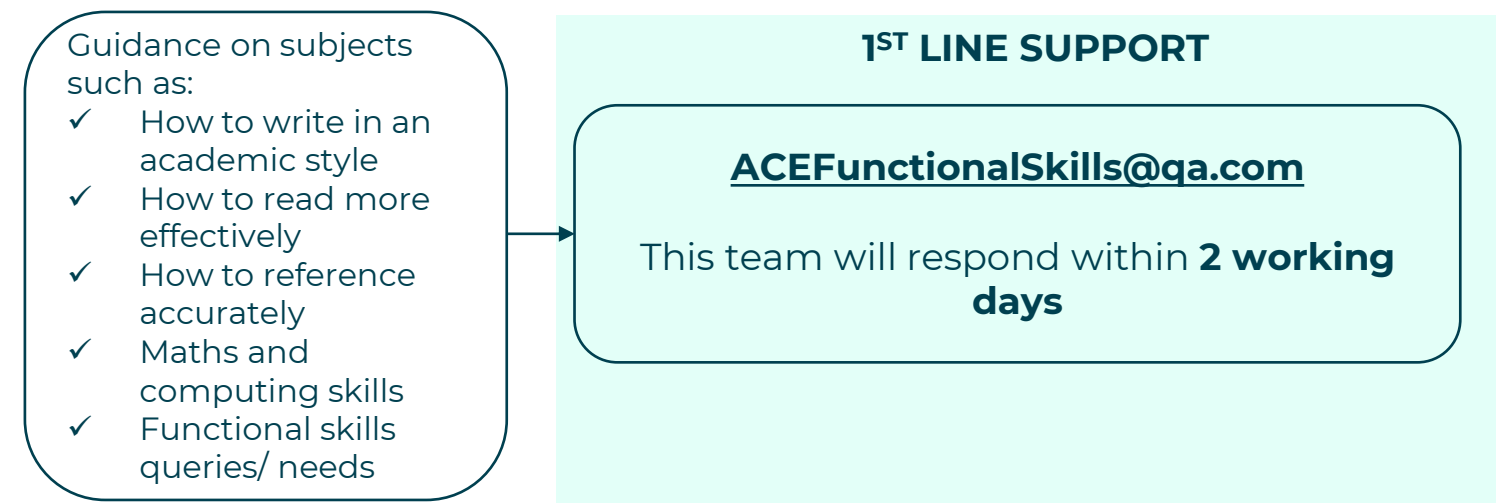 Guidance on subjects
such as:
✓ How to write in an
academic style
✓ How to read more
effectively
✓ How to reference
accurately
✓ Maths and
computing skills
✓ Functional skills
queries/ needs
1ST LINE SUPPORT
ACEFunctionalSkills@qa.com
This team will respond within 2 working
days